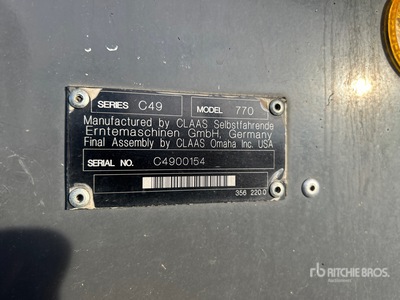 SERIES C49 MODEL 770
Manufactured by CLAAS Selbstfahrende
Erntemaschinen GmbH, Germany
Final Assembly by CLAAS Omaha Inc. USA
SERIAL NO. C4900154
356 220.0
rb RITCHIE BROS.